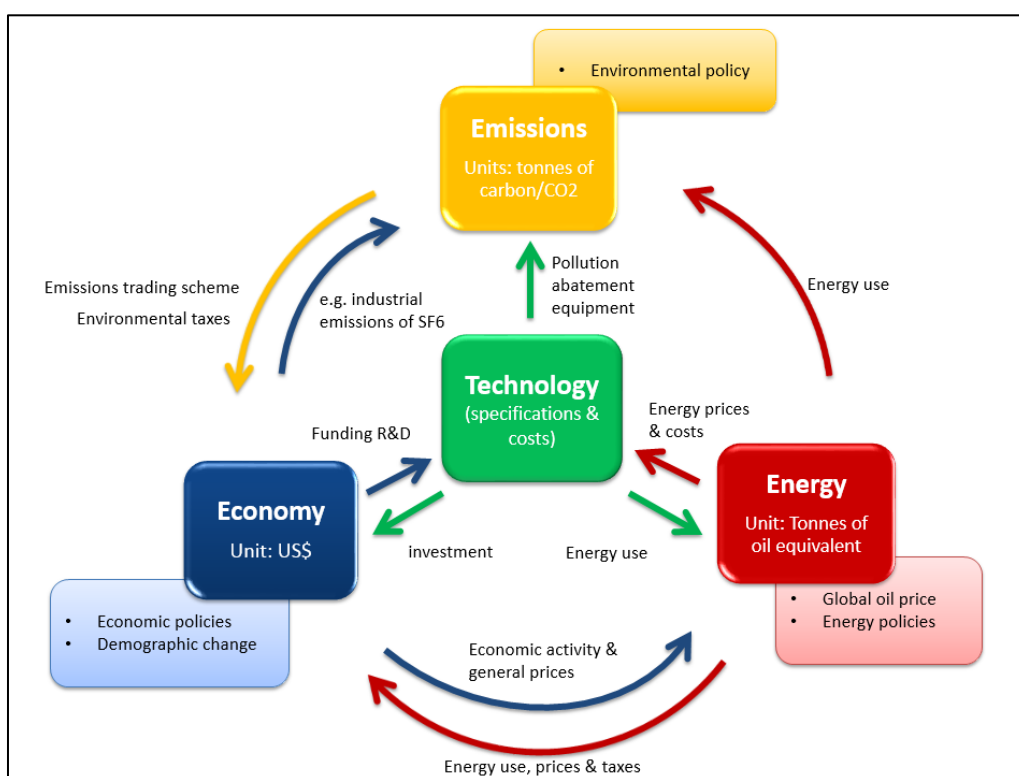 • Environmental policy
Emissions
Units: tonnes of
carbon/CO2
Emissions trading scheme
Environmental taxes
e.g. industrial
emissions of SF6
Pollution
abatement
equipment
Energy use
Technology
(specifications &
costs)
Funding R&D
Energy prices
& costs
Economy
Unit: US$
investment
Energy use
Energy
Unit: Tonnes of
oil equivalent
• Economic policies
• Demographic change
• Global oil price
• Energy policies
Economic activity &
general prices
Energy use, prices & taxes